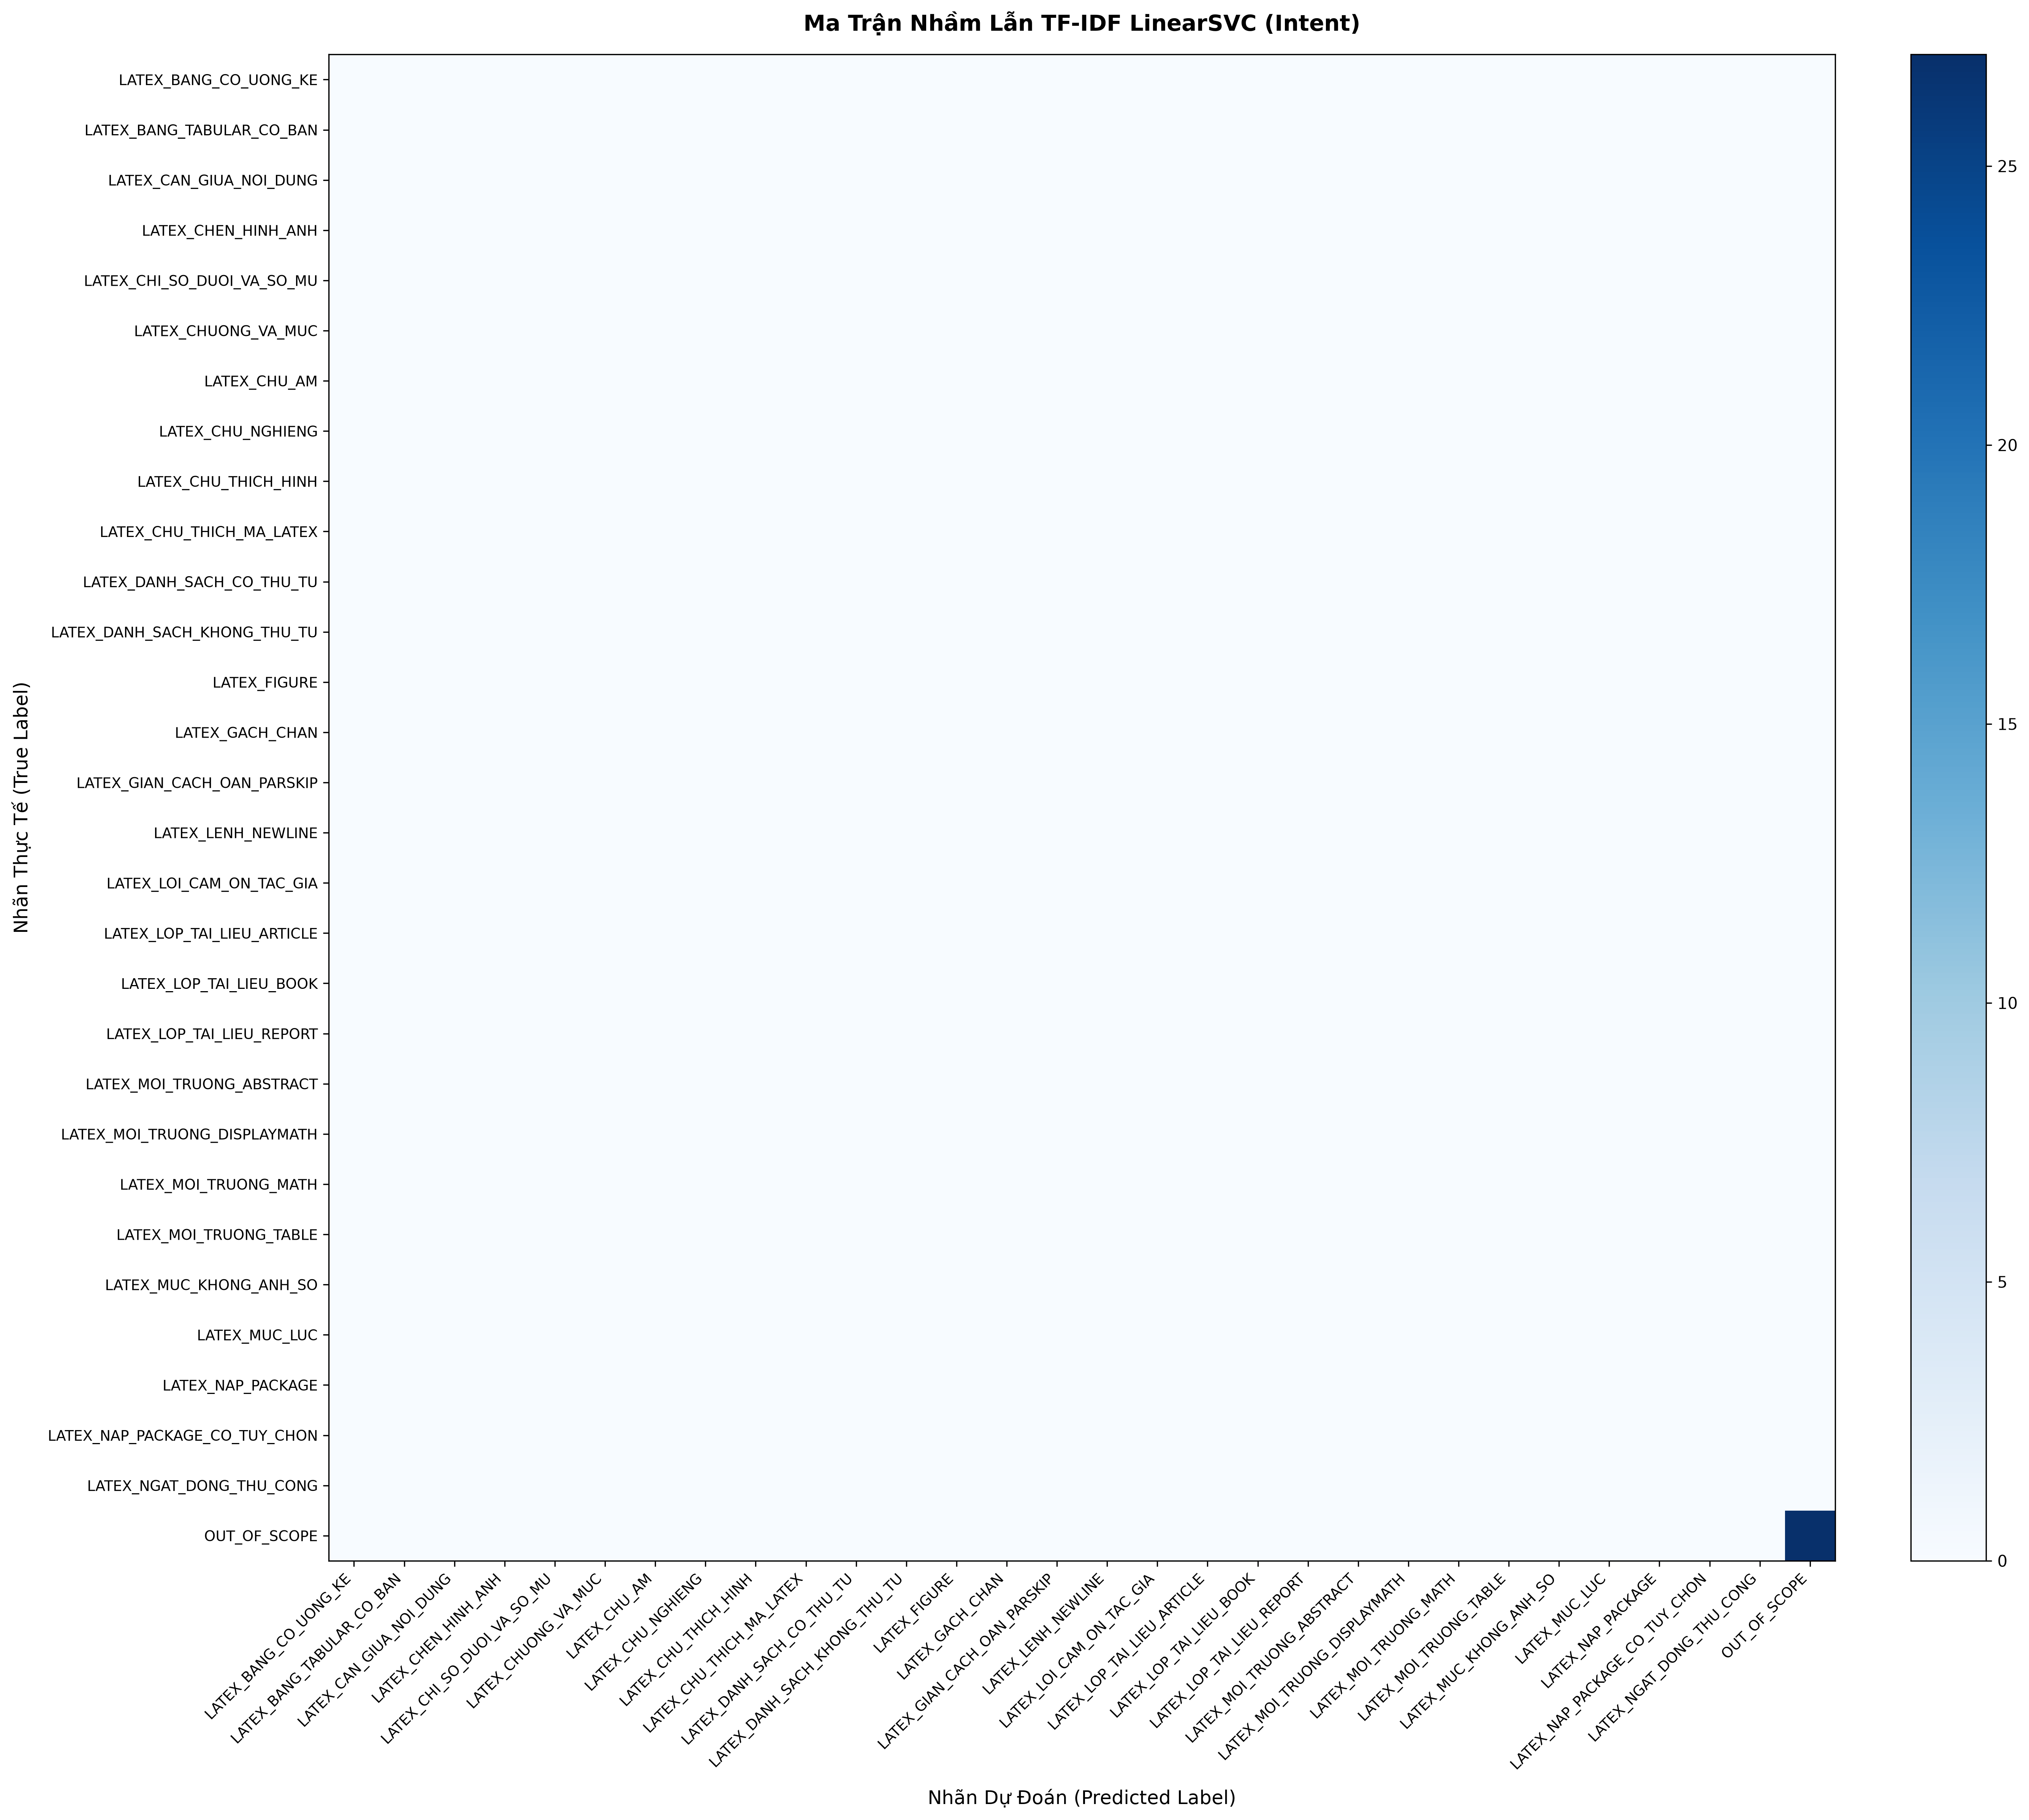 Ma Trận Nhầm Lẫn TF-IDF LinearSVC (Intent)
Nhãn Thực Tế (True Label)
LATEX_BANG_CO_UONG_KE
LATEX_BANG_TABULAR_CO_BAN
LATEX_CAN_GIUA_NOI_DUNG
LATEX_CHEN_HINH_ANH
LATEX_CHI_SO_DUOI_VA_SO_MU
LATEX_CHUONG_VA_MUC
LATEX_CHU_AM
LATEX_CHU_NGHIENG
LATEX_CHU_THICH_HINH
LATEX_CHU_THICH_MA_LATEX
LATEX_DANH_SACH_CO_THU_TU
LATEX_DANH_SACH_KHONG_THU_TU
LATEX_FIGURE
LATEX_GACH_CHAN
LATEX_GIAN_CACH_OAN_PARSKIP
LATEX_LENH_NEWLINE
LATEX_LOI_CAM_ON_TAC_GIA
LATEX_LOP_TAI_LIEU_ARTICLE
LATEX_LOP_TAI_LIEU_BOOK
LATEX_LOP_TAI_LIEU_REPORT
LATEX_MOI_TRUONG_ABSTRACT
LATEX_MOI_TRUONG_DISPLAYMATH
LATEX_MOI_TRUONG_MATH
LATEX_MOI_TRUONG_TABLE
LATEX_MUC_KHONG_ANH_SO
LATEX_MUC_LUC
LATEX_NAP_PACKAGE
LATEX_NAP_PACKAGE_CO_TUY_CHON
LATEX_NGAT_DONG_THU_CONG
OUT_OF_SCOPE
LATEX_BANG_CO_UONG_KE
LATEX_BANG_TABULAR_CO_BAN
LATEX_CAN_GIUA_NOI_DUNG
LATEX_CHEN_HINH_ANH
LATEX_CHI_SO_DUOI_VA_SO_MU
LATEX_CHUONG_VA_MUC
LATEX_CHU_AM
LATEX_CHU_NGHIENG
LATEX_CHU_THICH_HINH
LATEX_CHU_THICH_MA_LATEX
LATEX_DANH_SACH_CO_THU_TU
LATEX_DANH_SACH_KHONG_THU_TU
LATEX_FIGURE
LATEX_GACH_CHAN
LATEX_GIAN_CACH_OAN_PARSKIP
LATEX_LENH_NEWLINE
LATEX_LOI_CAM_ON_TAC_GIA
LATEX_LOP_TAI_LIEU_ARTICLE
LATEX_LOP_TAI_LIEU_BOOK
LATEX_LOP_TAI_LIEU_REPORT
LATEX_MOI_TRUONG_ABSTRACT
LATEX_MOI_TRUONG_DISPLAYMATH
LATEX_MOI_TRUONG_MATH
LATEX_MOI_TRUONG_TABLE
LATEX_MUC_KHONG_ANH_SO
LATEX_MUC_LUC
LATEX_NAP_PACKAGE
LATEX_NAP_PACKAGE_CO_TUY_CHON
LATEX_NGAT_DONG_THU_CONG
OUT_OF_SCOPE
Nhãn Dự Đoán (Predicted Label)
25
20
15
10
5
0